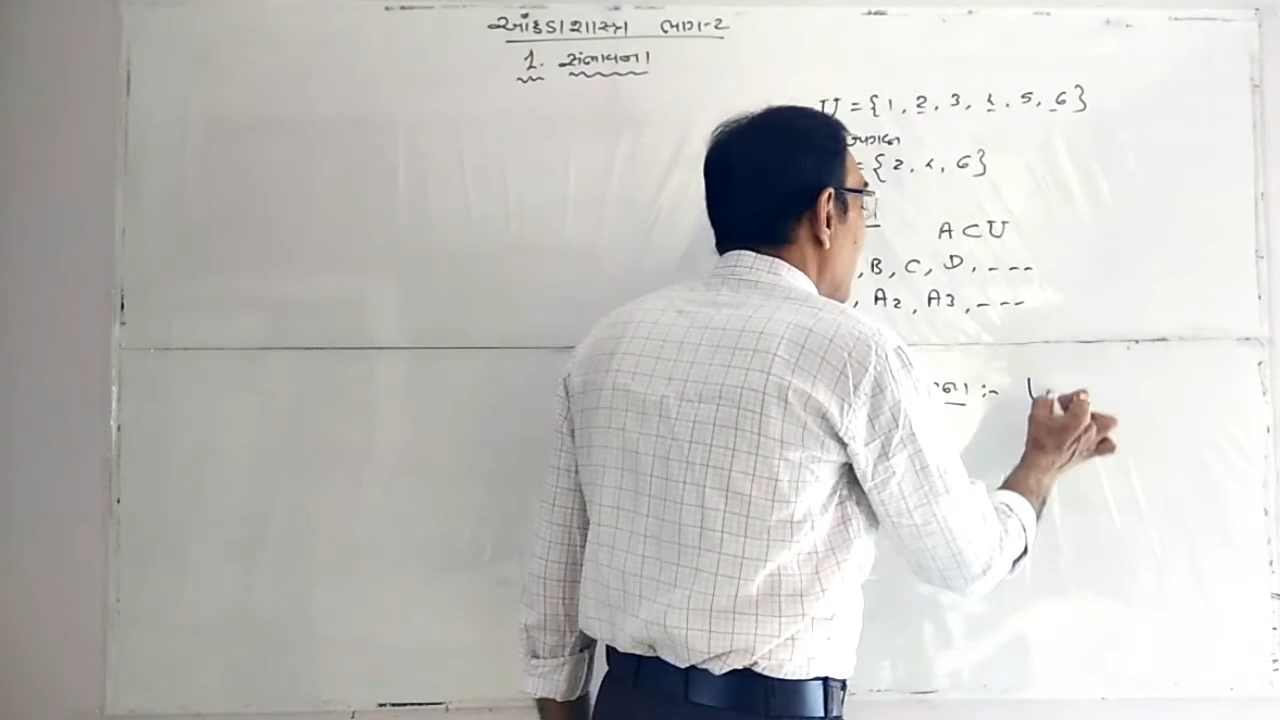 આંકડાશાસ્ત્ર ભાગ-2
1. સંભાવના
U = {1, 2, 3, 4, 5, 6}
= {2, 4, 6}
A ⊂ U
, B, C, D, ---
, A2, A3, ---
ના :-